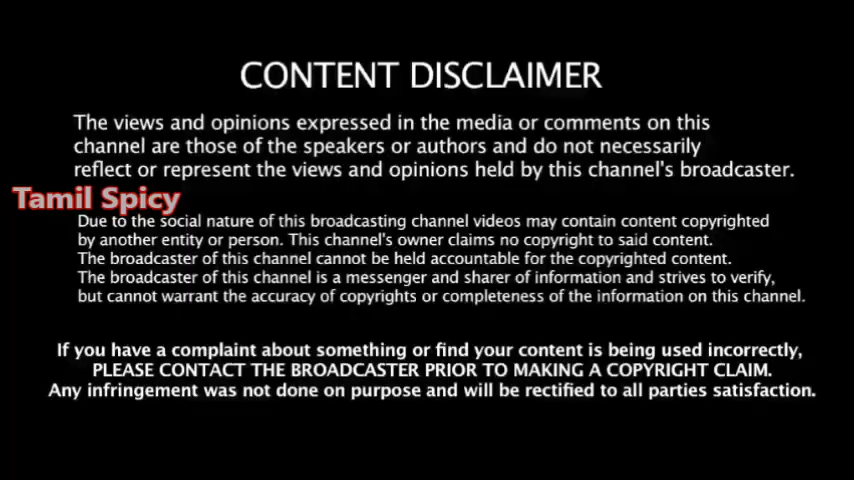 CONTENT DISCLAIMER
The views and opinions expressed in the media or comments on this
channel are those of the speakers or authors and do not necessarily
reflect or represent the views and opinions held by this channel's broadcaster.
Tamil Spicy
Due to the social nature of this broadcasting channel videos may contain content copyrighted
by another entity or person. This channel's owner claims no copyright to said content.
The broadcaster of this channel cannot be held accountable for the copyrighted content.
The broadcaster of this channel is a messenger and sharer of information and strives to verify,
but cannot warrant the accuracy of copyrights or completeness of the information on this channel.
If you have a complaint about something or find your content is being used incorrectly,
PLEASE CONTACT THE BROADCASTER PRIOR TO MAKING A COPYRIGHT CLAIM.
Any infringement was not done on purpose and will be rectified to all parties satisfaction.